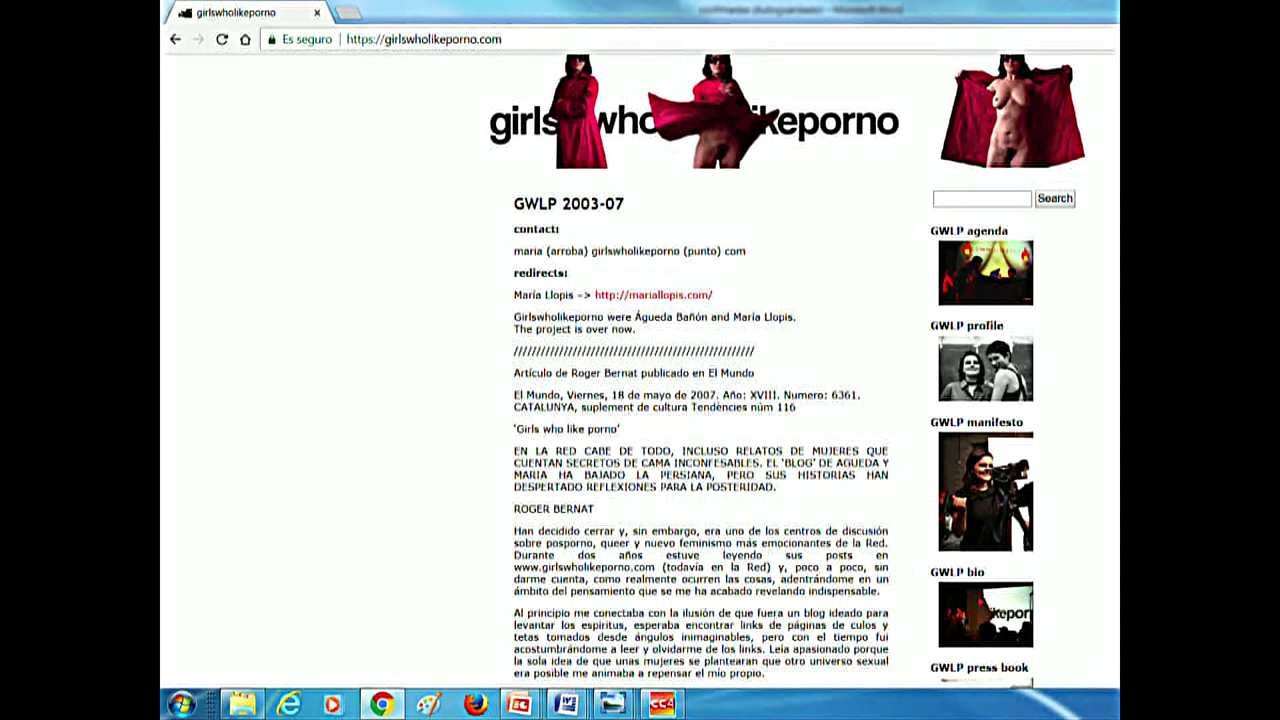 girlswholikeporno
Es seguro
https://girlswholikeporno.com
girls who likeporno
GWLP 2003-07
contact:
maria (arroba) girlswholikeporno (punto) com
redirects:
María Llopis –> http://mariallopis.com/
Girlswholikeporno were Águeda Bañón and María Llopis.
The project is over now.
////////////////////////////////////////////////////
Artículo de Roger Bernat publicado en El Mundo
El Mundo, Viernes, 18 de mayo de 2007. Año: XVIII. Numero: 6361.
CATALUNYA, suplement de cultura Tendències núm 116
'Girls who like porno'
EN LA RED CABE DE TODO, INCLUSO RELATOS DE MUJERES QUE
CUENTAN SECRETOS DE CAMA INCONFESABLES. EL 'BLOG' DE AGUEDA Y
MARIA HA BAJADO LA PERSIANA, PERO SUS HISTORIAS HAN
DESPERTADO REFLEXIONES PARA LA POSTERIDAD.
ROGER BERNAT
Han decidido cerrar y, sin embargo, era uno de los centros de discusión
sobre posporno, queer y nuevo feminismo más emocionantes de la Red.
Durante dos años estuve leyendo sus posts en
www.girlswholikeporno.com (todavía en la Red) y, poco a poco, sin
darme cuenta, como realmente ocurren las cosas, adentrándome en un
ámbito del pensamiento que se me ha acabado revelando indispensable.
Al principio me conectaba con la ilusión de que fuera un blog ideado para
levantar los espíritus, esperaba encontrar links de páginas de culos y
tetas tomados desde ángulos inimaginables, pero con el tiempo fui
acostumbrándome a leer y olvidarme de los links. Leía apasionado porque
la sola idea de que unas mujeres se plantearan que otro universo sexual
era posible me animaba a repensar el mío propio.
Search
GWLP agenda
GWLP profile
GWLP manifesto
GWLP bio
ikeporn
GWLP press book